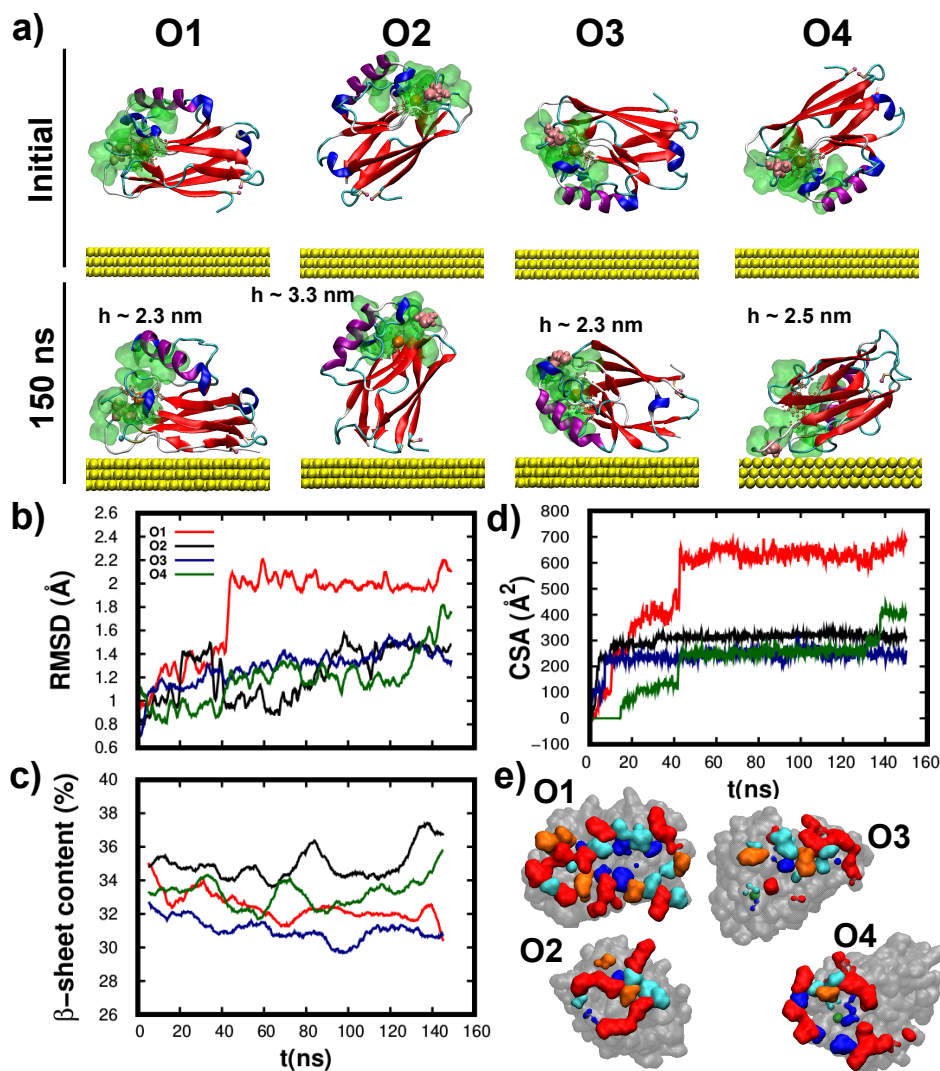 a)
O1
O2
O3
O4
Initial
150 ns
h ~ 2.3 nm
h ~ 3.3 nm
h ~ 2.3 nm
h ~ 2.5 nm
b)
RMSD (Å)
2.6
2.4
2.2
2
1.8
1.6
1.4
1.2
1
0.8
0.6
O1
O2
O3
O4
d)
CSA (Å²)
800
700
600
500
400
300
200
100
0
−100
0 20 40 60 80 100 120 140 160
t(ns)
c)
β−sheet content (%)
40
38
36
34
32
30
28
26
0 20 40 60 80 100 120 140 160
t(ns)
e)
O1
O3
O2
O4